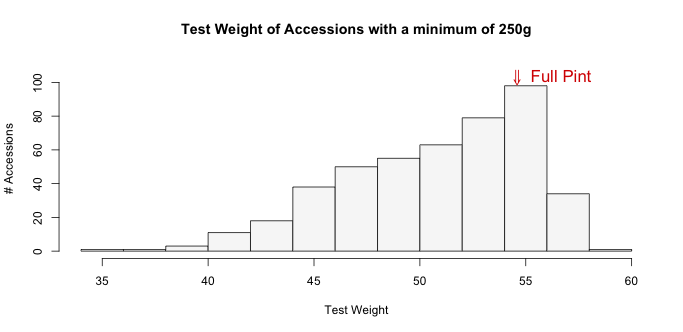 Test Weight of Accessions with a minimum of 250g
⇓ Full Pint
# Accessions
100
80
60
40
20
0
35 40 45 50 55 60
Test Weight